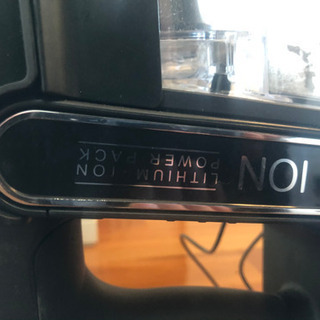 ION
LITHIUM - ION
POWER PACK